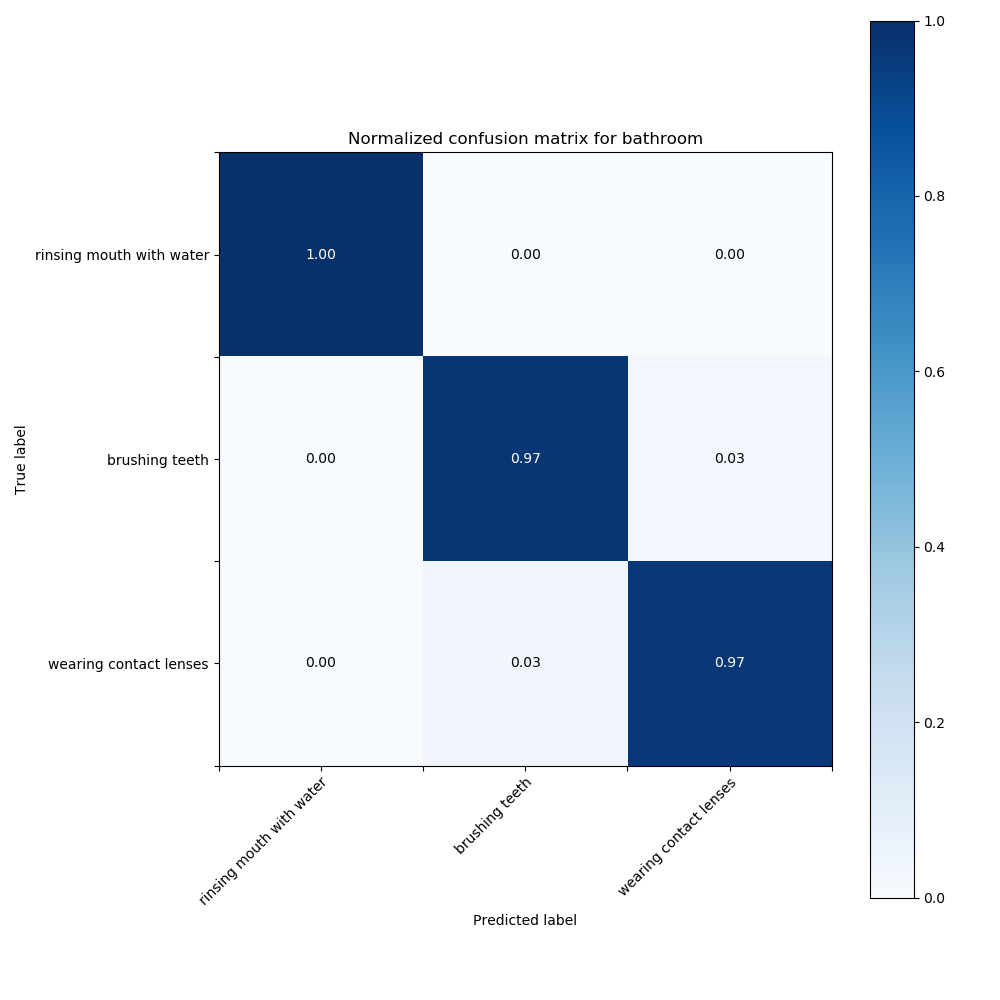 Normalized confusion matrix for bathroom
True label
rinsing mouth with water
1.00 0.00 0.00
brushing teeth
0.00 0.97 0.03
wearing contact lenses
0.00 0.03 0.97
rinsing mouth with water
brushing teeth
wearing contact lenses
Predicted label
1.0
0.8
0.6
0.4
0.2
0.0